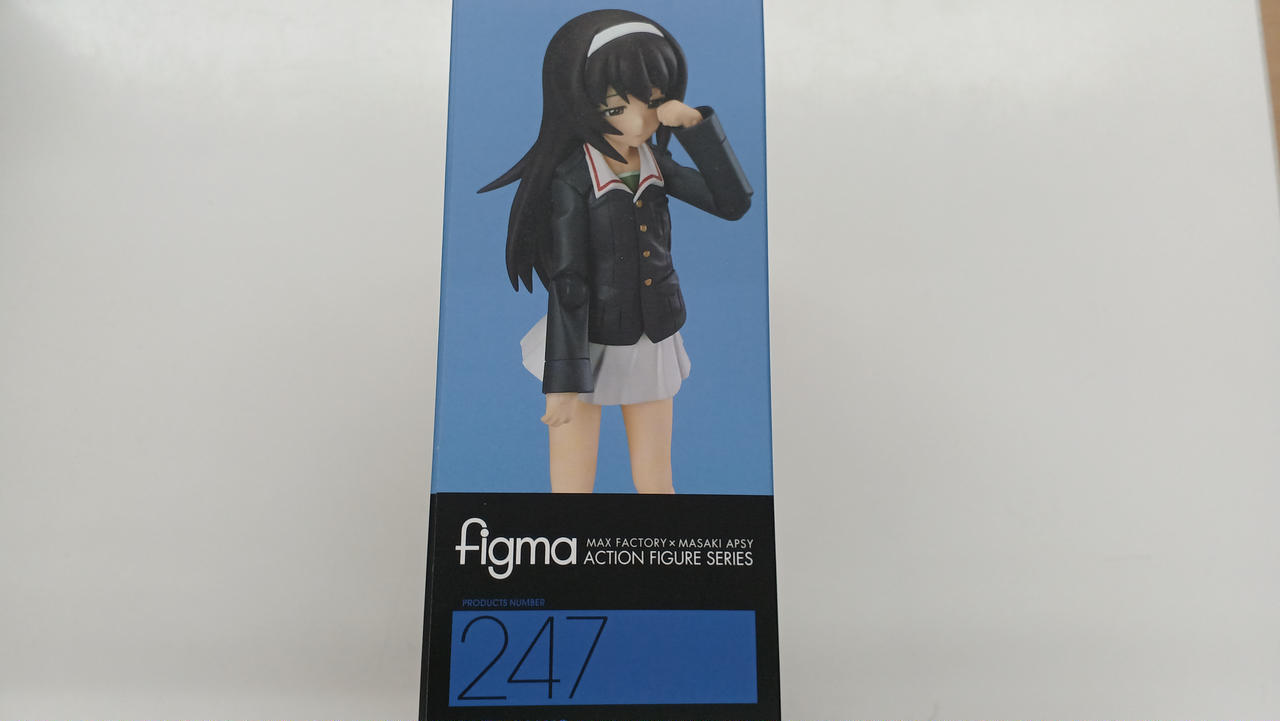 figma
MAX FACTORY×MASAKI APSY
ACTION FIGURE SERIES
PRODUCTS NUMBER
247